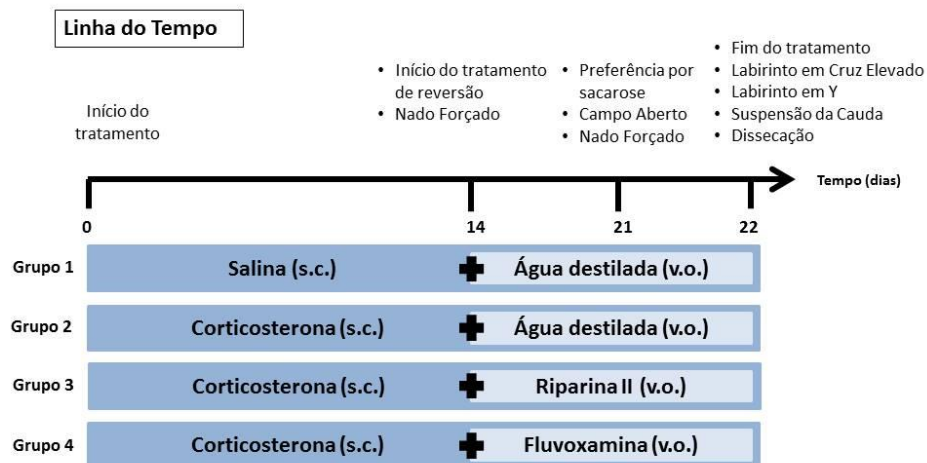 Linha do Tempo
Início do
tratamento
• Início do tratamento
de reversão
• Nado Forçado
• Preferência por
sacarose
• Campo Aberto
• Nado Forçado
• Fim do tratamento
• Labirinto em Cruz Elevado
• Labirinto em Y
• Suspensão da Cauda
• Dissecação
Tempo (dias)
0
14
21
22
Grupo 1
Salina (s.c.)
Água destilada (v.o.)
Grupo 2
Corticosterona (s.c.)
Água destilada (v.o.)
Grupo 3
Corticosterona (s.c.)
Riparina II (v.o.)
Grupo 4
Corticosterona (s.c.)
Fluvoxamina (v.o.)